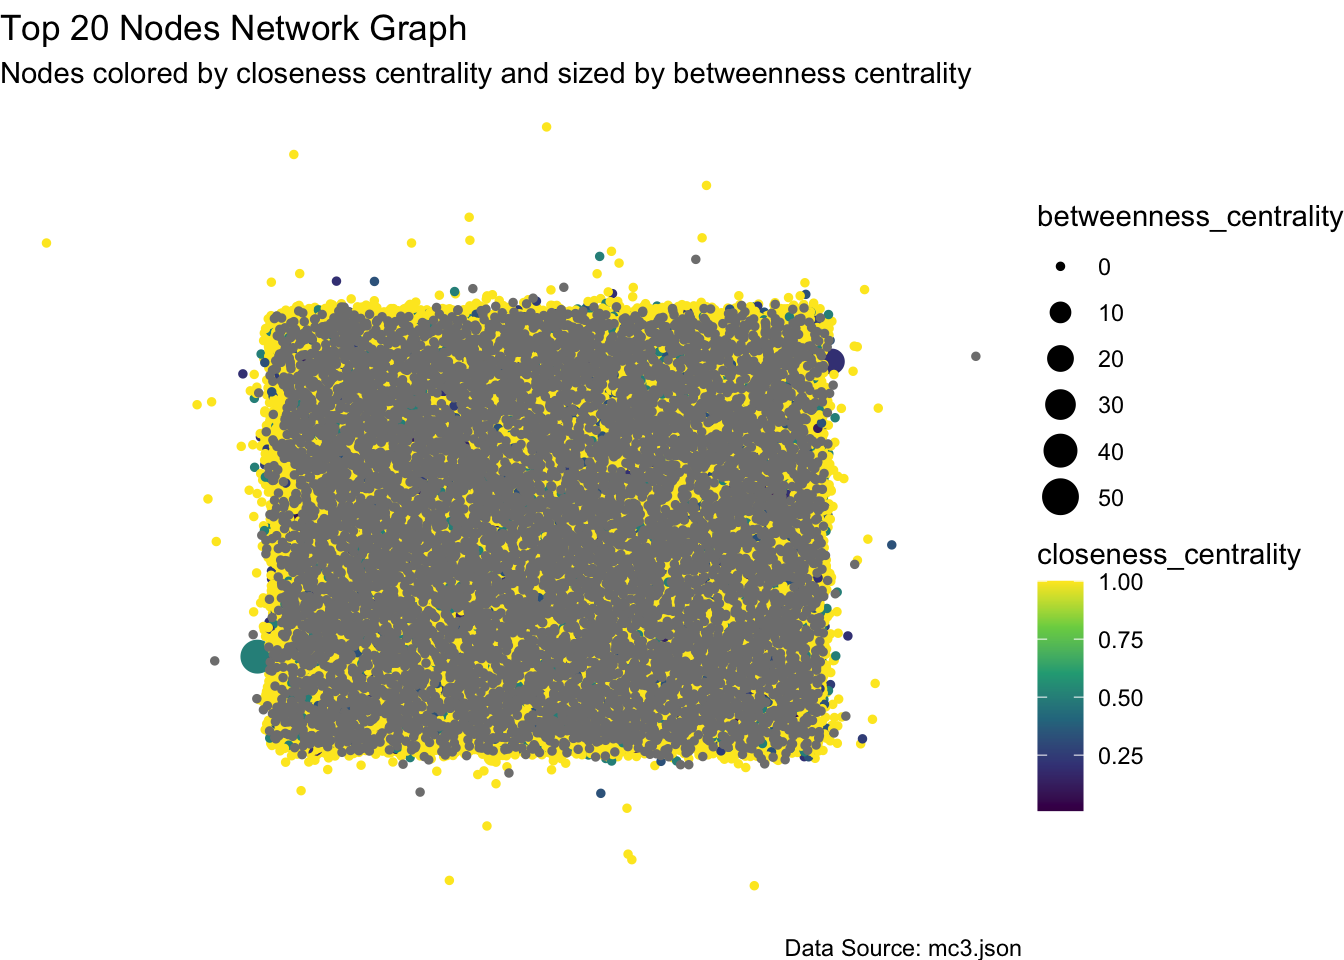 Top 20 Nodes Network Graph
Nodes colored by closeness centrality and sized by betweenness centrality
betweenness_centrality
0
10
20
30
40
50
closeness_centrality
1.00
0.75
0.50
0.25
Data Source: mc3.json